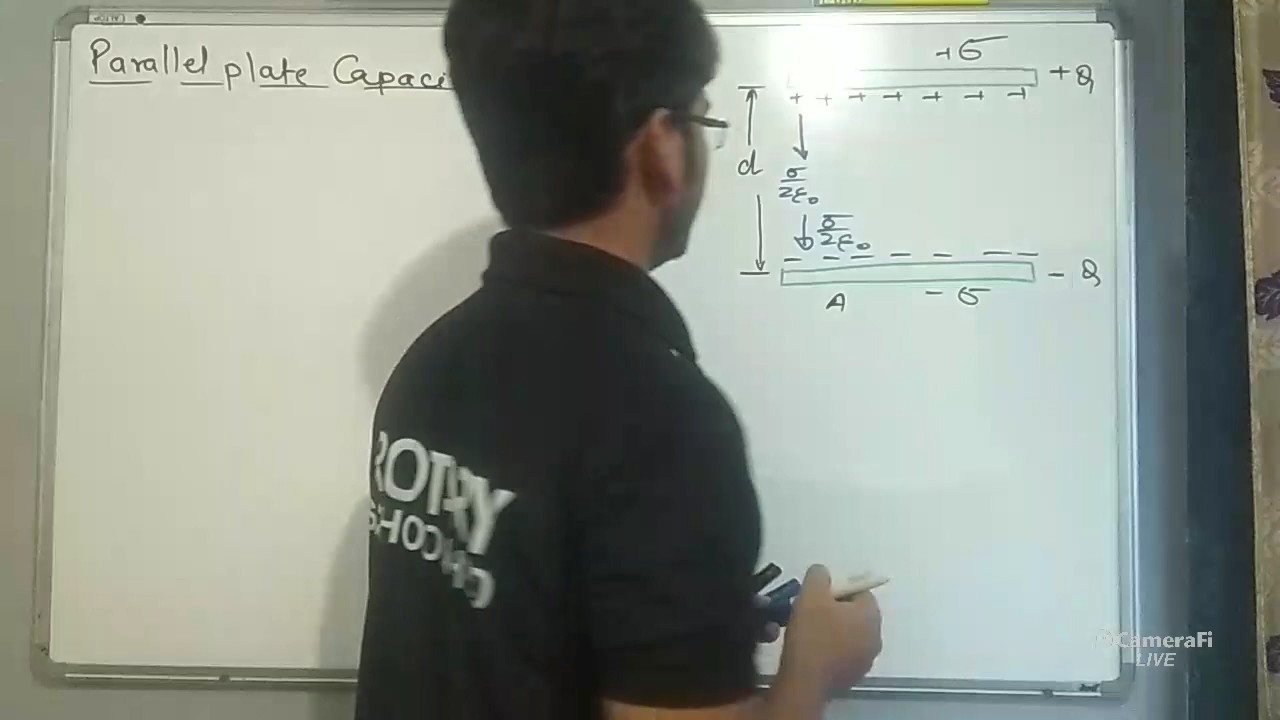 Parallel plate Capaci
+σ
+Q
+ + + + + + +
d
σ/2ε₀
σ/2ε₀
− − − − − − −
− Q
A
− σ
ROTARY
CameraFi
LIVE